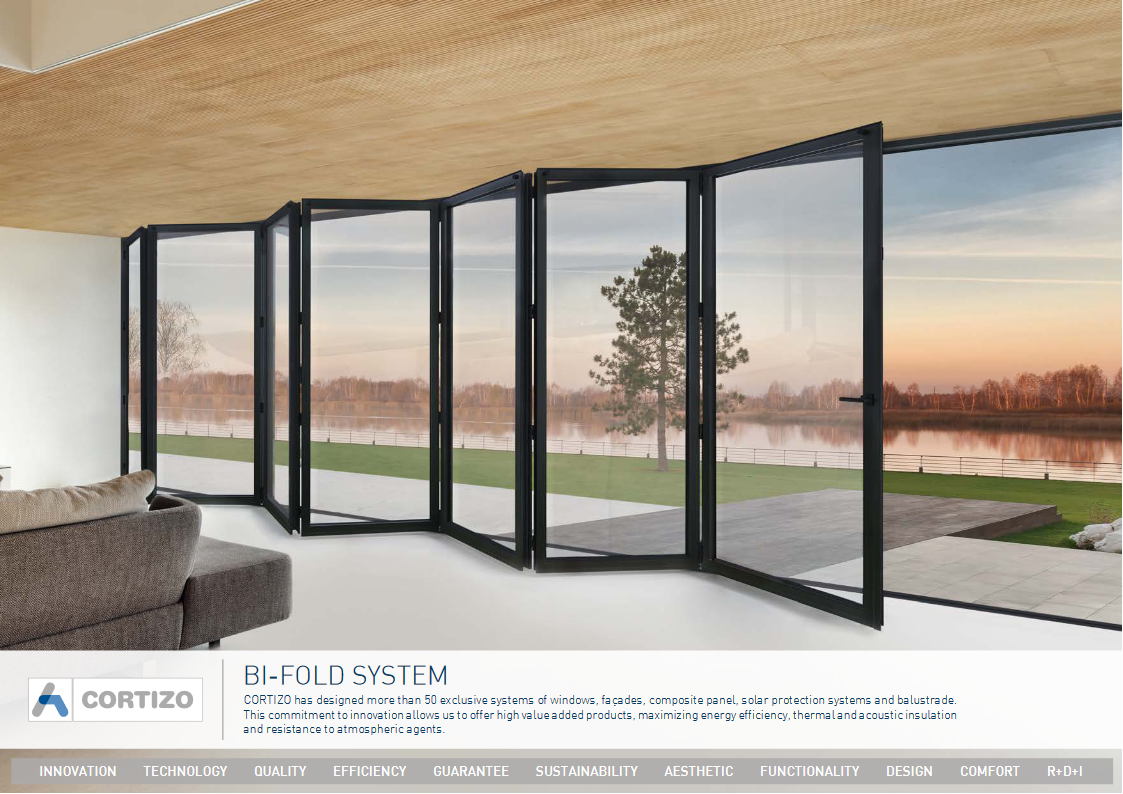 BI-FOLD SYSTEM
CORTIZO
CORTIZO has designed more than 50 exclusive systems of windows, façades, composite panel, solar protection systems and balustrade.
This commitment to innovation allows us to offer high value added products, maximizing energy efficiency, thermal and acoustic insulation
and resistance to atmospheric agents.
INNOVATION TECHNOLOGY QUALITY EFFICIENCY GUARANTEE SUSTAINABILITY AESTHETIC FUNCTIONALITY DESIGN COMFORT R+D+I